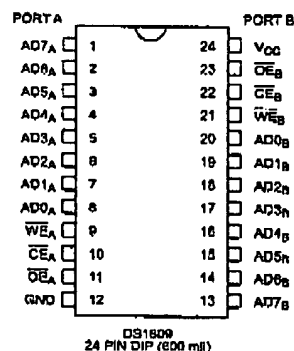 PORT A PORT B
AD7A 1 24 VCC
AD6A 2 23 OEB
AD5A 3 22 CEB
AD4A 4 21 WEB
AD3A 5 20 AD0B
AD2A 6 19 AD1B
AD1A 7 18 AD2B
AD0A 8 17 AD3B
WEA 9 16 AD4B
CEA 10 15 AD5B
OEA 11 14 AD6B
GND 12 13 AD7B
DS1609
24 PIN DIP (600 mil)